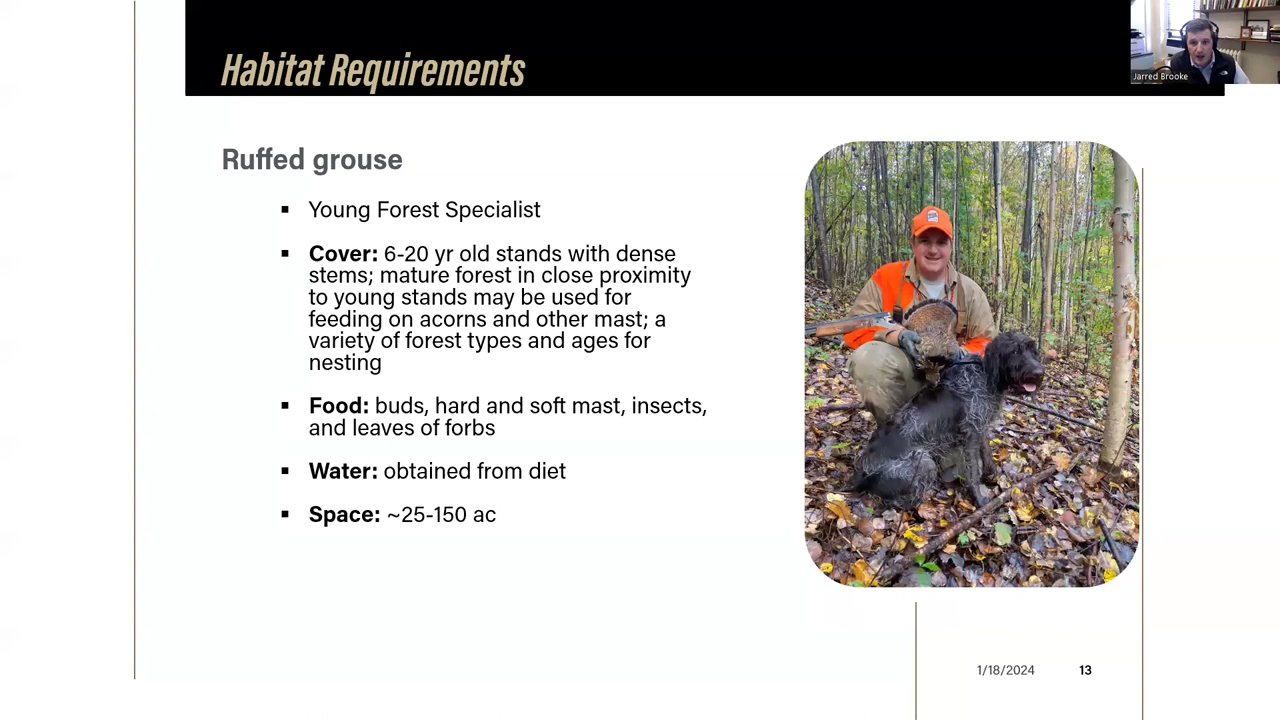 Habitat Requirements
Jarred Brooke
Ruffed grouse
▪ Young Forest Specialist
▪ Cover: 6-20 yr old stands with dense
stems; mature forest in close proximity
to young stands may be used for
feeding on acorns and other mast; a
variety of forest types and ages for
nesting
▪ Food: buds, hard and soft mast, insects,
and leaves of forbs
▪ Water: obtained from diet
▪ Space: ~25-150 ac
1/18/2024 13